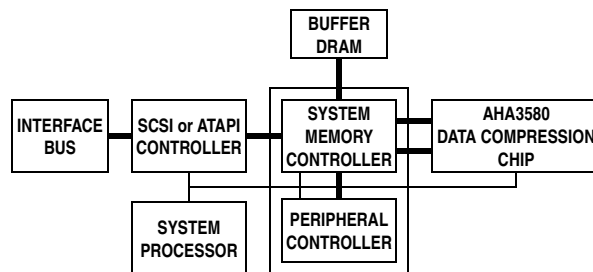 BUFFER
DRAM
INTERFACE
BUS
SCSI or ATAPI
CONTROLLER
SYSTEM
MEMORY
CONTROLLER
AHA3580
DATA COMPRESSION
CHIP
SYSTEM
PROCESSOR
PERIPHERAL
CONTROLLER